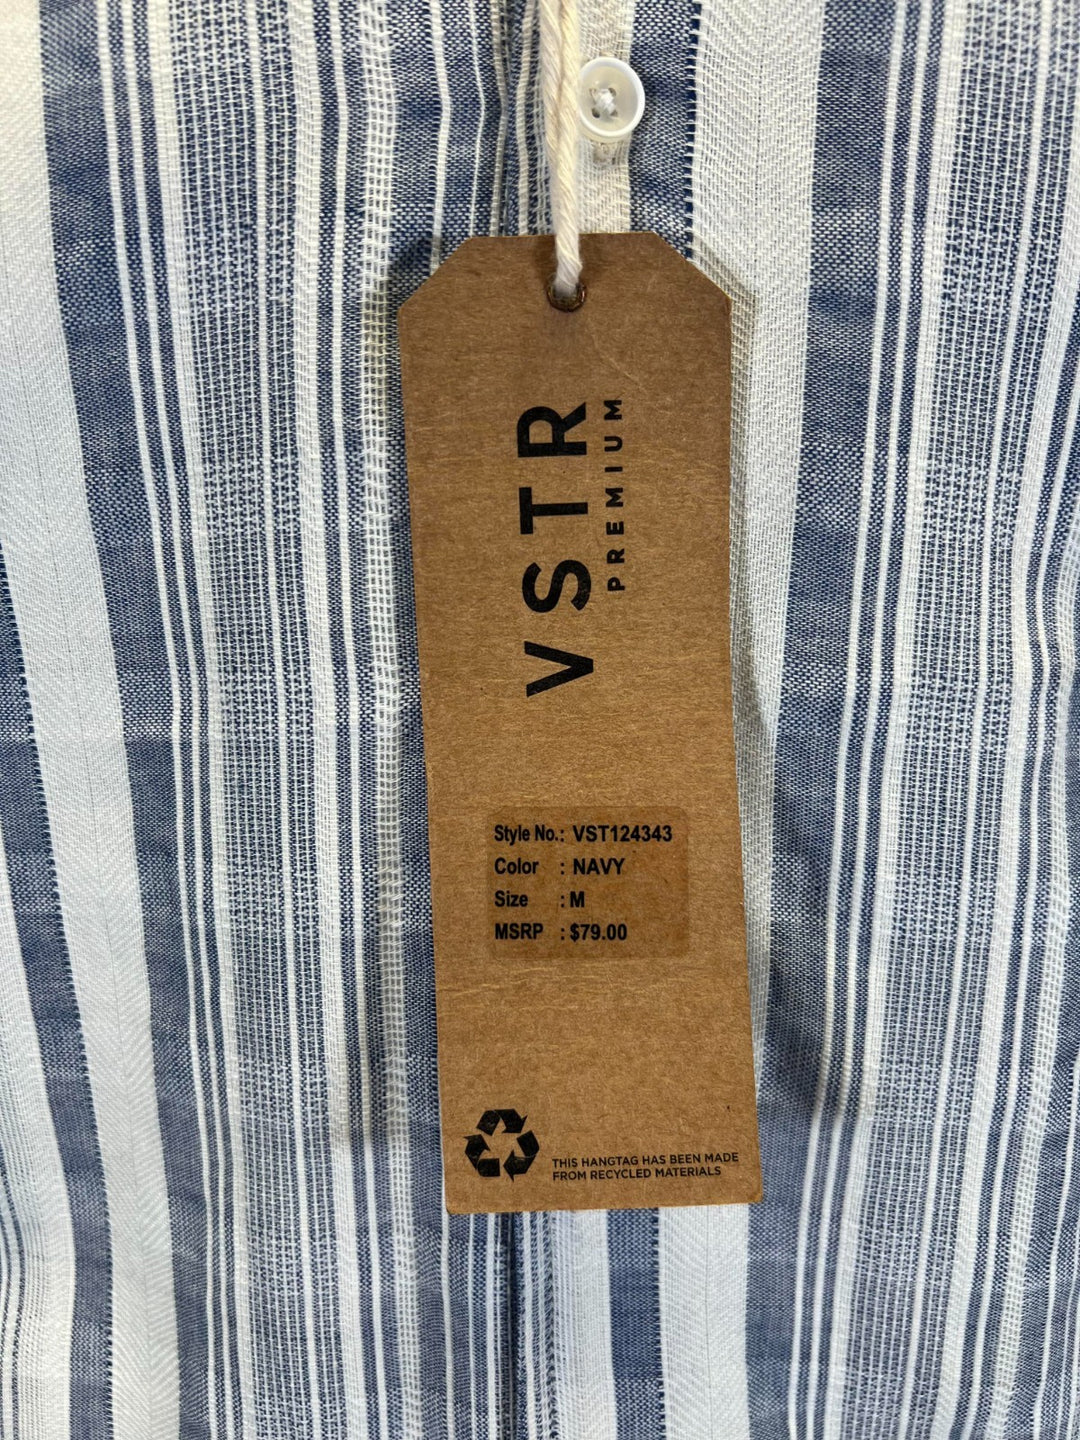 VSTR
PREMIUM
Style No.: VST124343
Color : NAVY
Size : M
MSRP : $79.00
THIS HANGTAG HAS BEEN MADE
FROM RECYCLED MATERIALS